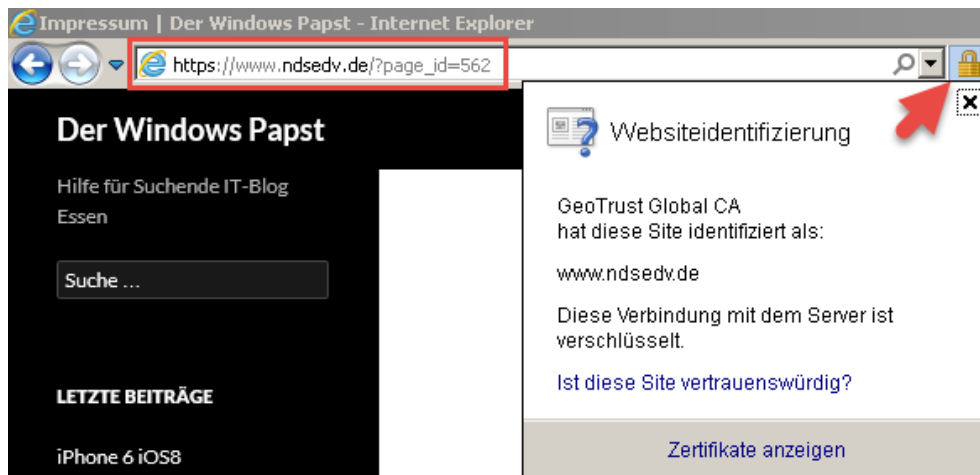 Impressum | Der Windows Papst - Internet Explorer
https://www.ndsedv.de/?page_id=562
Der Windows Papst
Hilfe für Suchende IT-Blog
Essen
Suche ...
LETZTE BEITRÄGE
iPhone 6 iOS8
Websiteidentifizierung
GeoTrust Global CA
hat diese Site identifiziert als:
www.ndsedv.de
Diese Verbindung mit dem Server ist
verschlüsselt.
Ist diese Site vertrauenswürdig?
Zertifikate anzeigen